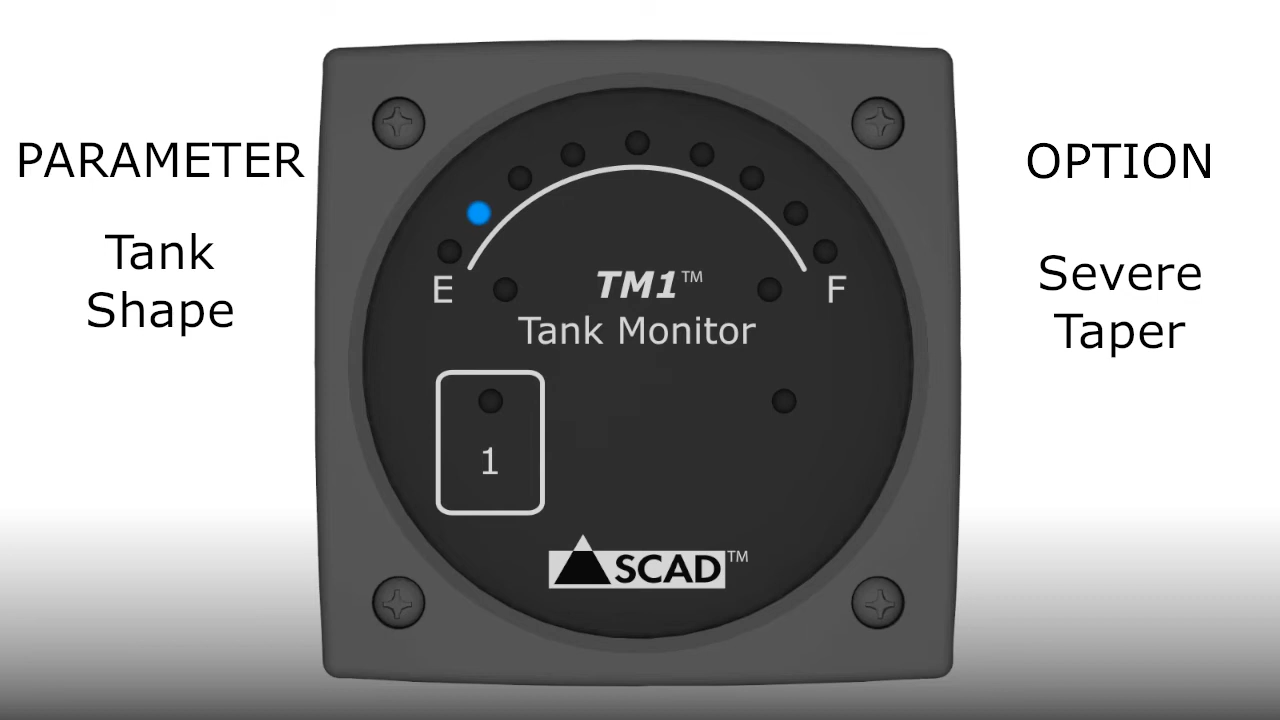 PARAMETER
Tank
Shape
OPTION
Severe
Taper
E
F
TM1™
Tank Monitor
1
SCAD™